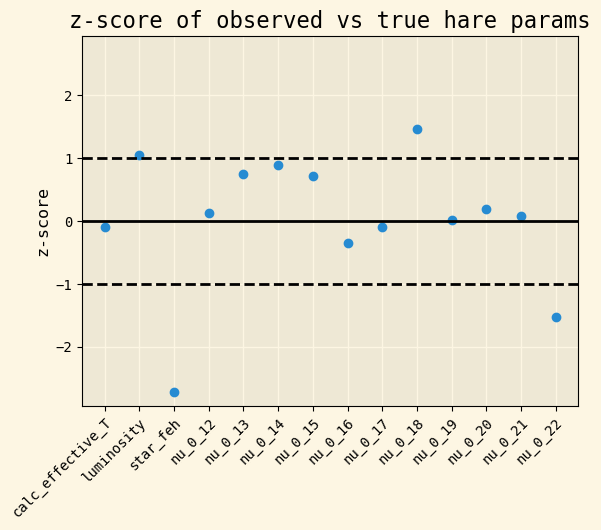 z-score of observed vs true hare params
z-score
2
1
0
−1
−2
calc_effective_T
luminosity
star_feh
nu_0_12
nu_0_13
nu_0_14
nu_0_15
nu_0_16
nu_0_17
nu_0_18
nu_0_19
nu_0_20
nu_0_21
nu_0_22